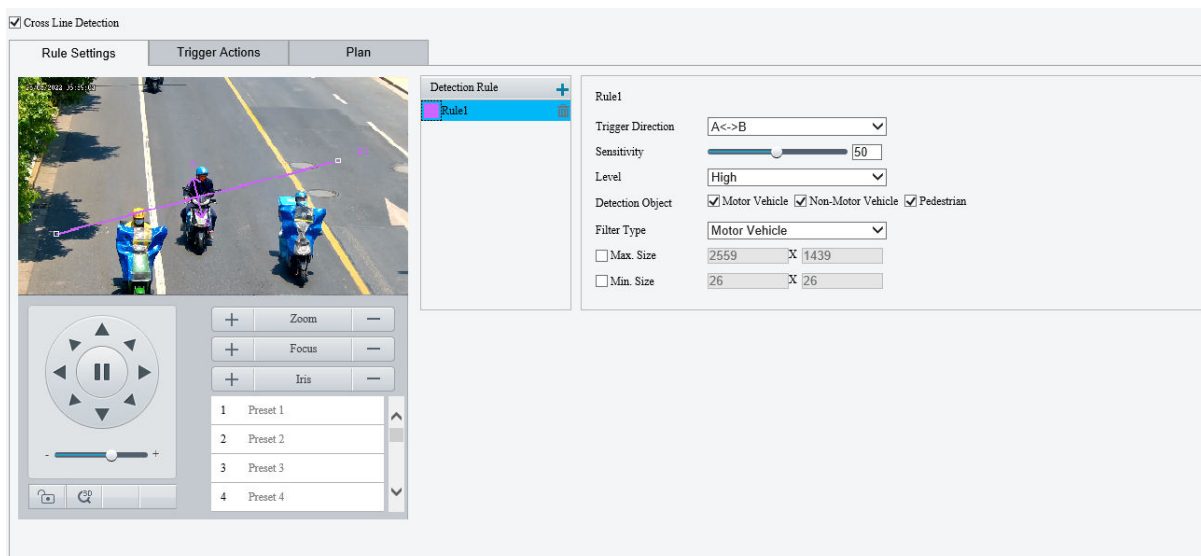 Cross Line Detection
Rule Settings
Trigger Actions
Plan
Detection Rule
Rule1
Rule1
Trigger Direction
A<->B
Sensitivity
50
Level
High
Detection Object
Motor Vehicle
Non-Motor Vehicle
Pedestrian
Filter Type
Motor Vehicle
Max. Size
2559 X 1439
Min. Size
26 X 26
+ Zoom −
+ Focus −
+ Iris −
1 Preset 1
2 Preset 2
3 Preset 3
4 Preset 4
- +
3D